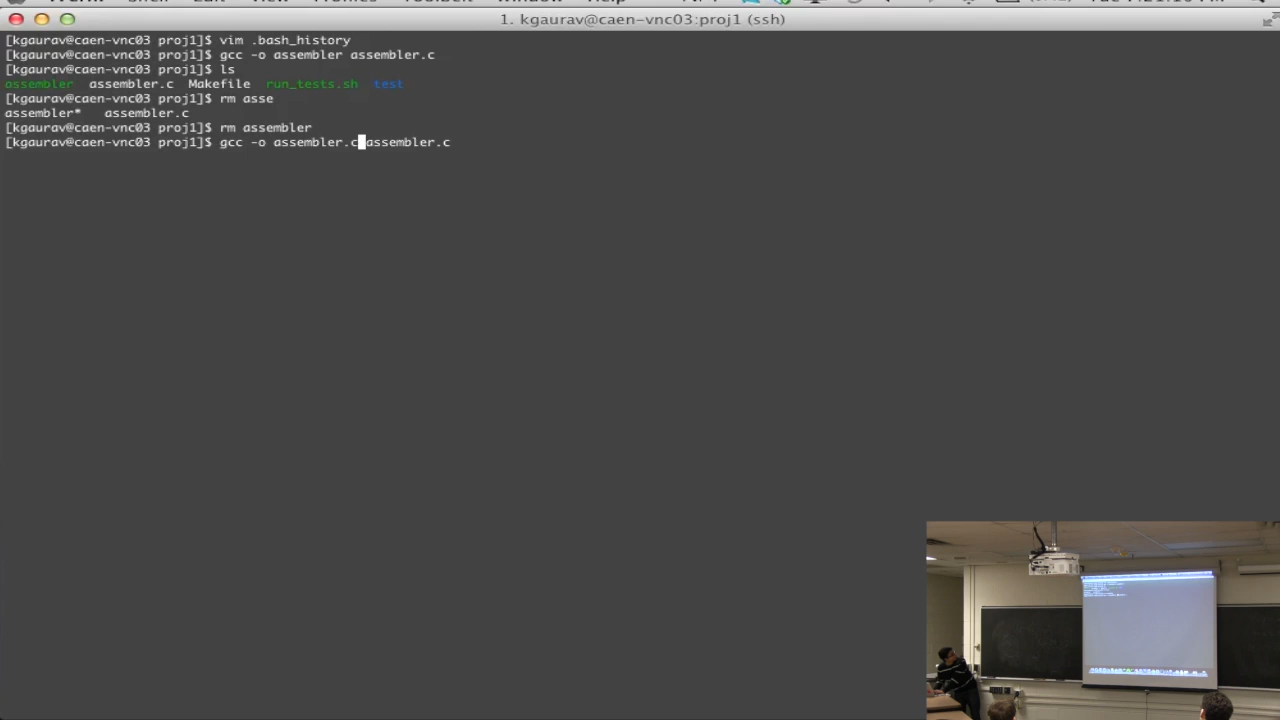 1. kgaurav@caen-vnc03:proj1 (ssh)
[kgaurav@caen-vnc03 proj1]$ vim .bash_history
[kgaurav@caen-vnc03 proj1]$ gcc -o assembler assembler.c
[kgaurav@caen-vnc03 proj1]$ ls
assembler assembler.c Makefile run_tests.sh test
[kgaurav@caen-vnc03 proj1]$ rm asse
assembler* assembler.c
[kgaurav@caen-vnc03 proj1]$ rm assembler
[kgaurav@caen-vnc03 proj1]$ gcc -o assembler.c assembler.c